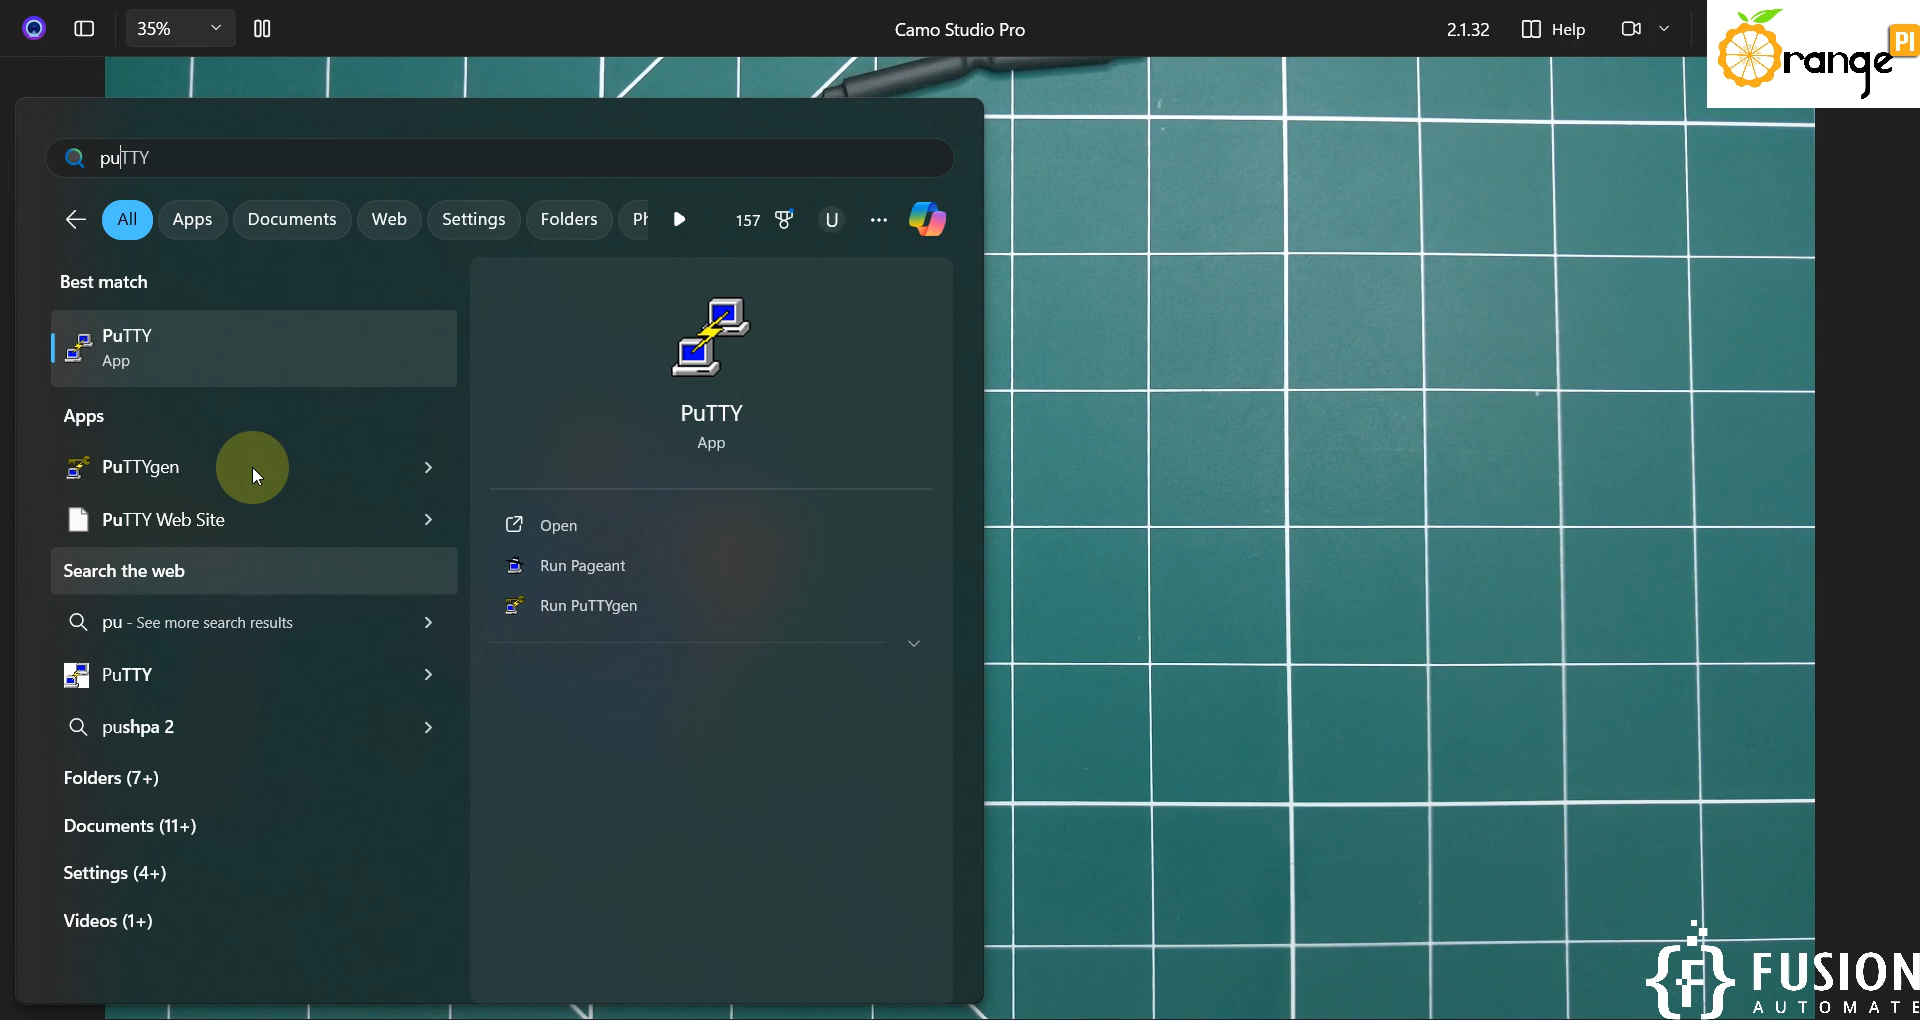 35%
Camo Studio Pro
2.1.32
Help
range
PI
puTTY
All
Apps
Documents
Web
Settings
Folders
Ph
157
U
Best match
PuTTY
App
Apps
PuTTYgen
PuTTY Web Site
Search the web
pu - See more search results
PuTTY
pushpa 2
Folders (7+)
Documents (11+)
Settings (4+)
Videos (1+)
PuTTY
App
Open
Run Pageant
Run PuTTYgen
{F} FUSION
AUTOMATE